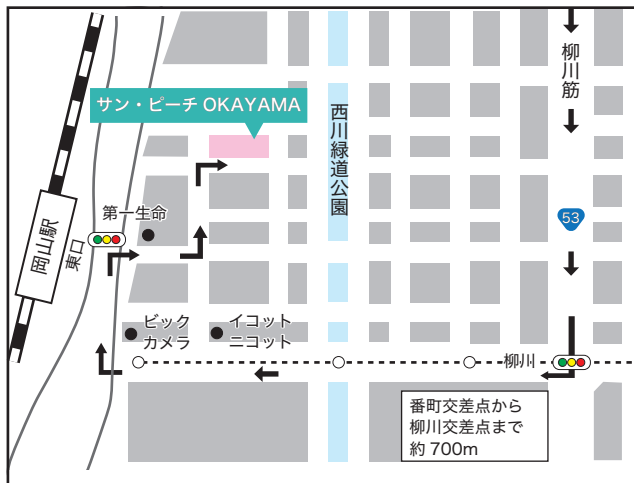 サン・ピーチ OKAYAMA
西川緑道公園
柳川筋
53
第一生命
岡山駅
東口
ビック
カメラ
イコット
ニコット
柳川
番町交差点から
柳川交差点まで
約 700m